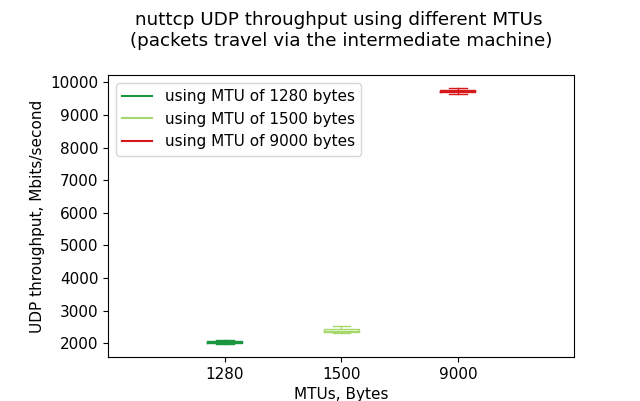 nuttcp UDP throughput using different MTUs
(packets travel via the intermediate machine)
using MTU of 1280 bytes
using MTU of 1500 bytes
using MTU of 9000 bytes
UDP throughput, Mbits/second
10000
9000
8000
7000
6000
5000
4000
3000
2000
1280
1500
9000
MTUs, Bytes